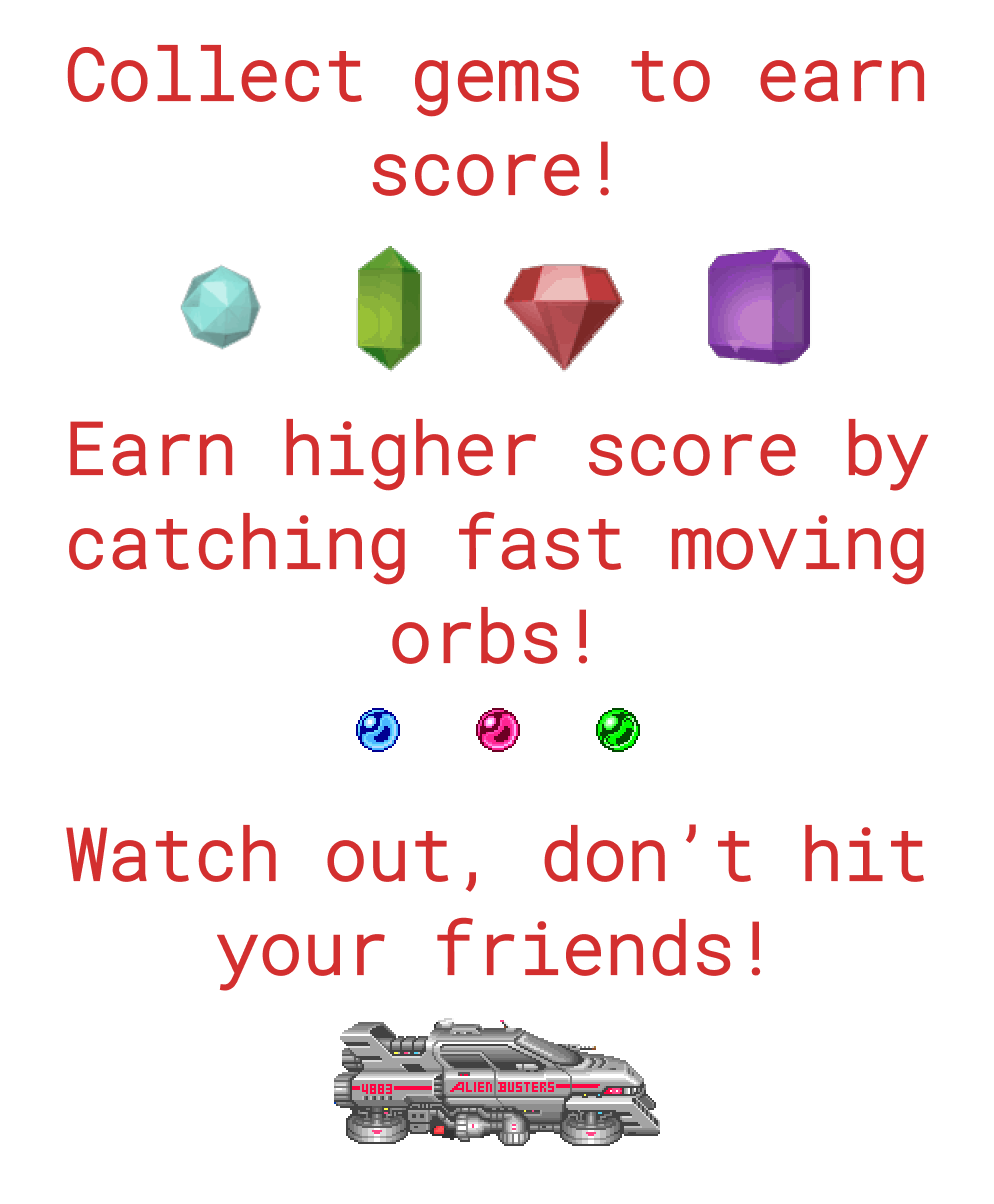 Collect gems to earn
score!
Earn higher score by
catching fast moving
orbs!
Watch out, don’t hit
your friends!
4883 ALIEN BUSTERS